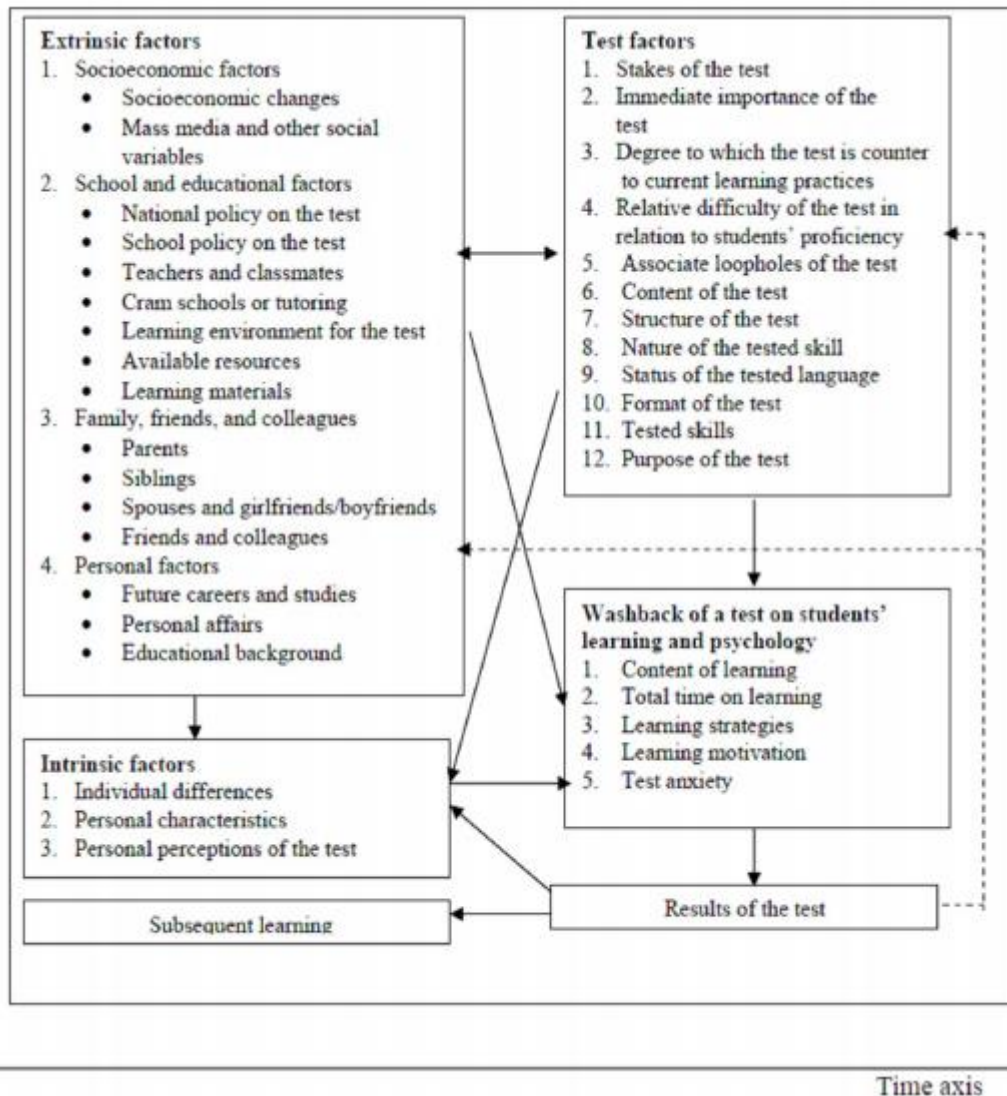 Extrinsic factors
1. Socioeconomic factors
• Socioeconomic changes
• Mass media and other social
variables
2. School and educational factors
• National policy on the test
• School policy on the test
• Teachers and classmates
• Cram schools or tutoring
• Learning environment for the test
• Available resources
• Learning materials
3. Family, friends, and colleagues
• Parents
• Siblings
• Spouses and girlfriends/boyfriends
• Friends and colleagues
4. Personal factors
• Future careers and studies
• Personal affairs
• Educational background
Test factors
1. Stakes of the test
2. Immediate importance of the
test
3. Degree to which the test is counter
to current learning practices
4. Relative difficulty of the test in
relation to students’ proficiency
5. Associate loopholes of the test
6. Content of the test
7. Structure of the test
8. Nature of the tested skill
9. Status of the tested language
10. Format of the test
11. Tested skills
12. Purpose of the test
Intrinsic factors
1. Individual differences
2. Personal characteristics
3. Personal perceptions of the test
Washback of a test on students’
learning and psychology
1. Content of learning
2. Total time on learning
3. Learning strategies
4. Learning motivation
5. Test anxiety
Subsequent learning
Results of the test
Time axis